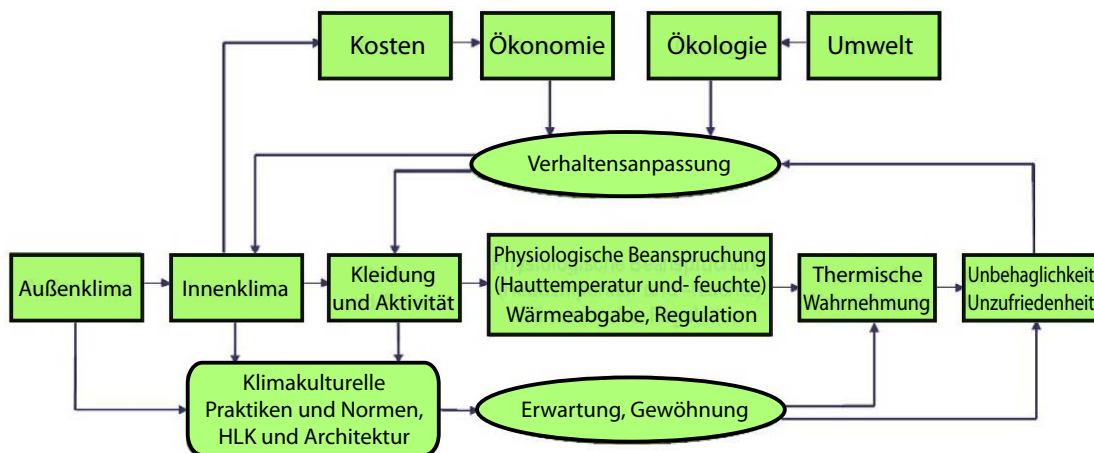 Kosten
Ökonomie
Ökologie
Umwelt
Verhaltensanpassung
Außenklima
Innenklima
Kleidung
und Aktivität
Physiologische Beanspruchung
(Hauttemperatur und- feuchte)
Wärmeabgabe, Regulation
Thermische
Wahrnehmung
Unbehaglichkeit
Unzufriedenheit
Klimakulturelle
Praktiken und Normen,
HLK und Architektur
Erwartung, Gewöhnung